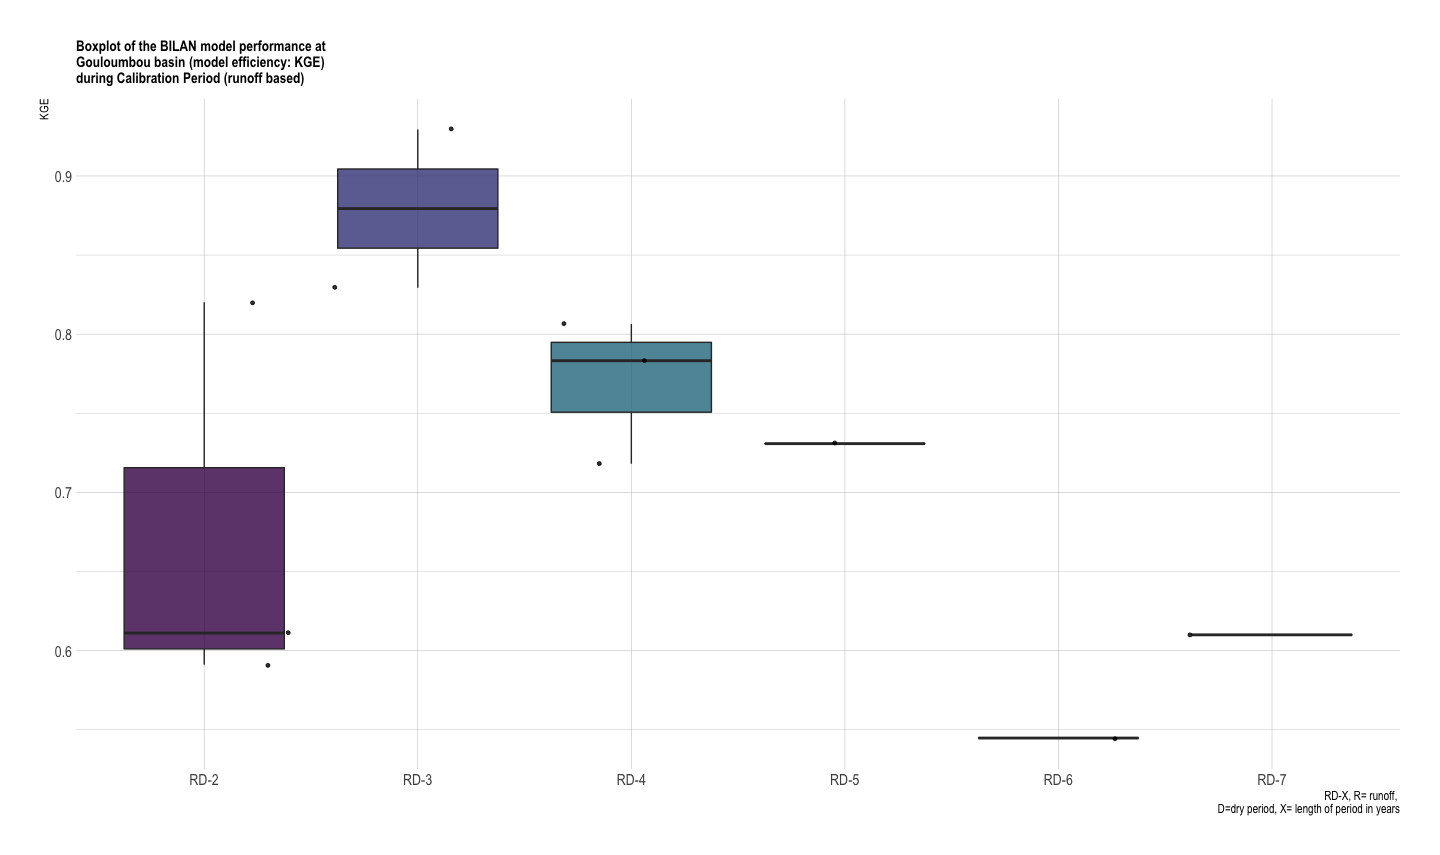 Boxplot of the BILAN model performance at
Gouloumbou basin (model efficiency: KGE)
during Calibration Period (runoff based)
KGE
0.9
0.8
0.7
0.6
RD-2 RD-3 RD-4 RD-5 RD-6 RD-7
RD-X, R= runoff,
D=dry period, X= length of period in years